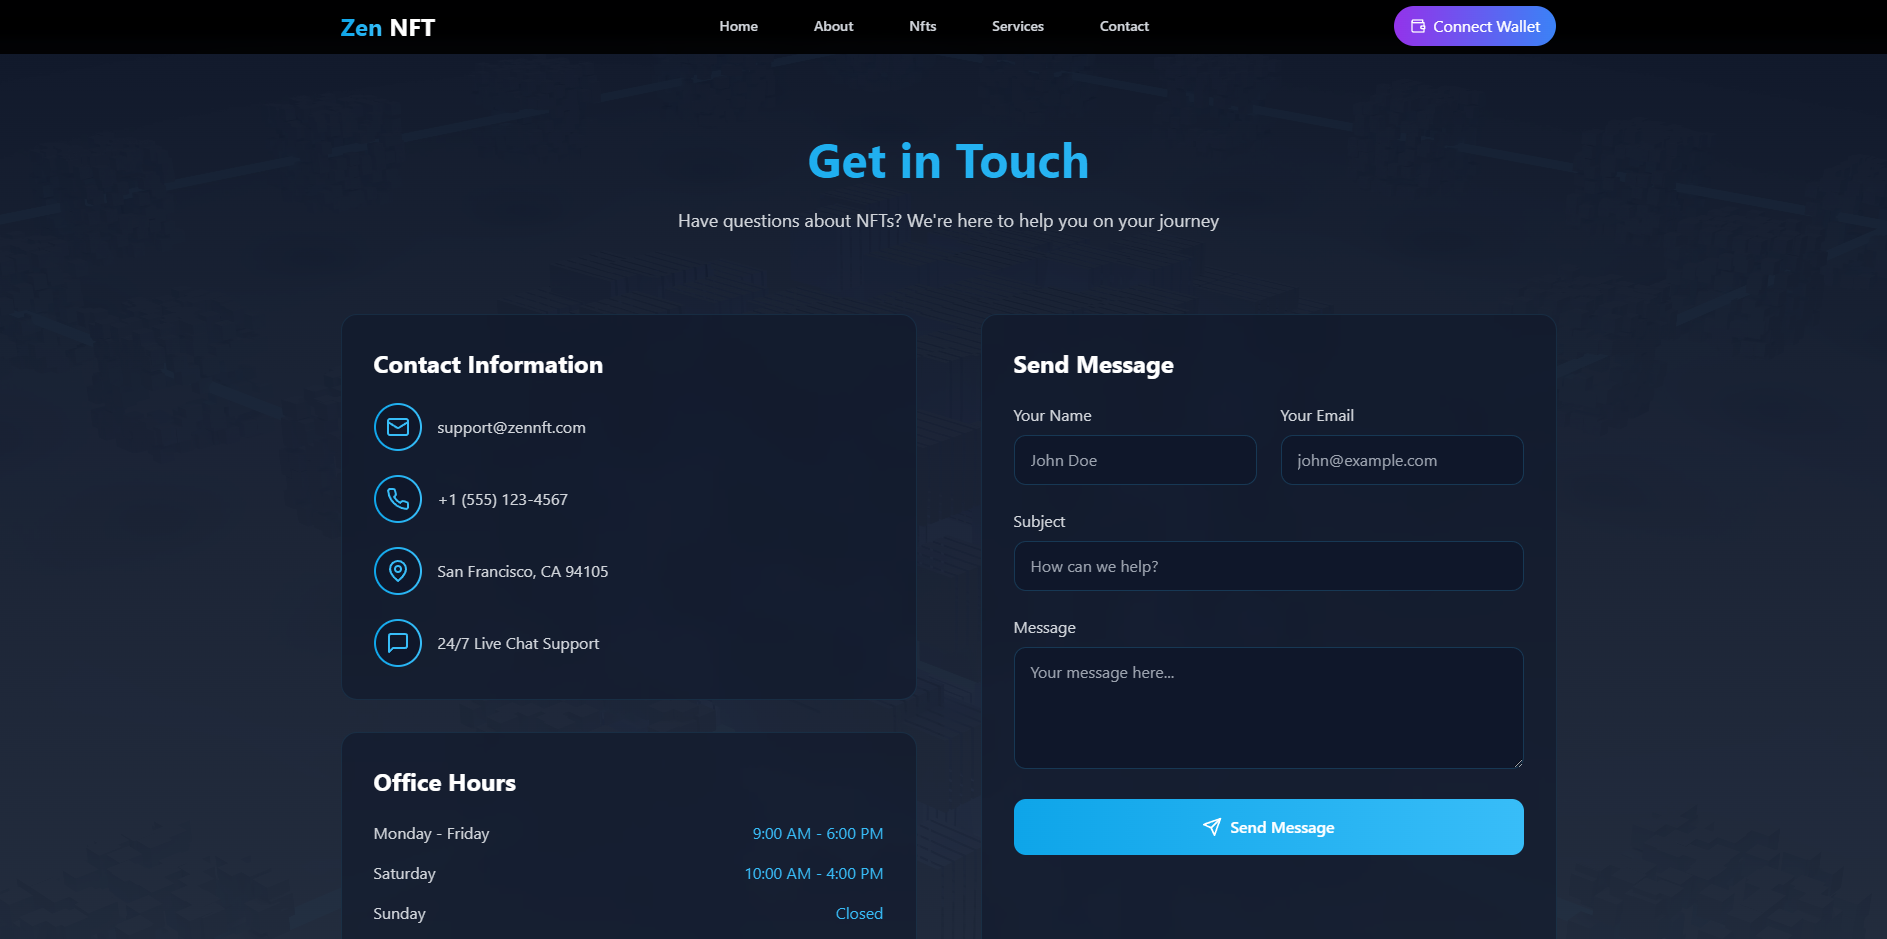 Zen NFT
Home
About
Nfts
Services
Contact
Connect Wallet
Get in Touch
Have questions about NFTs? We're here to help you on your journey
Contact Information
support@zennft.com
+1 (555) 123-4567
San Francisco, CA 94105
24/7 Live Chat Support
Office Hours
Monday - Friday 9:00 AM - 6:00 PM
Saturday 10:00 AM - 4:00 PM
Sunday Closed
Send Message
Your Name
John Doe
Your Email
john@example.com
Subject
How can we help?
Message
Your message here...
Send Message